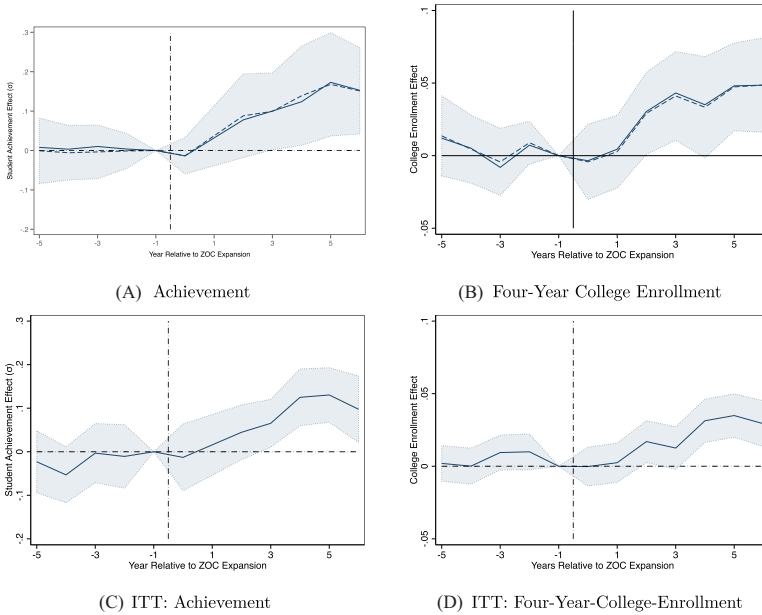 .3
.2
.1
0
-.1
-.2
Student Achievement Effect (σ)
-5 -3 -1 1 3 5
Year Relative to ZOC Expansion
(A) Achievement
.1
.05
0
-.05
College Enrollment Effect
-5 -3 -1 1 3 5
Years Relative to ZOC Expansion
(B) Four-Year College Enrollment
.3
.2
.1
0
-.1
-.2
Student Achievement Effect (σ)
-5 -3 -1 1 3 5
Year Relative to ZOC Expansion
(C) ITT: Achievement
.1
.05
0
-.05
College Enrollment Effect
-5 -3 -1 1 3 5
Year Relative to ZOC Expansion
(D) ITT: Four-Year-College-Enrollment